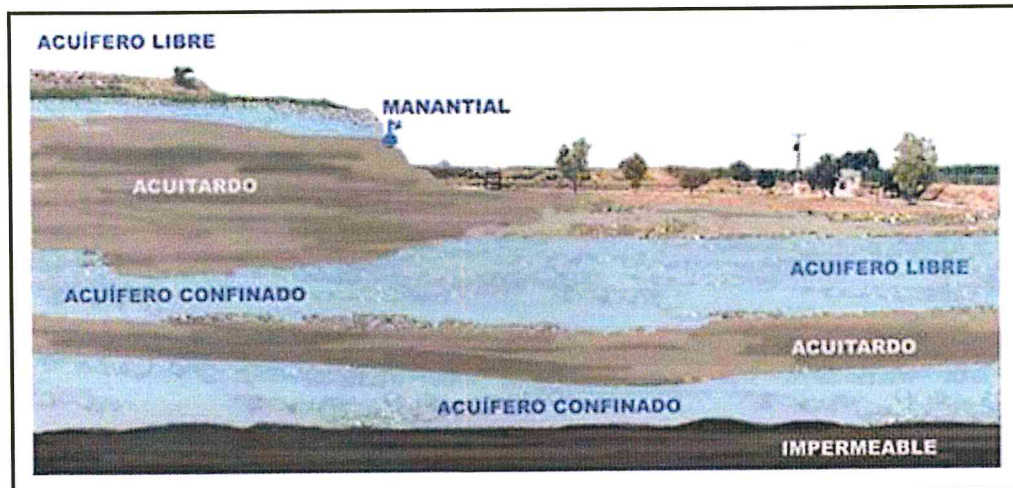 ACUÍFERO LIBRE
MANANTIAL
ACUITARDO
ACUIFERO LIBRE
ACUÍFERO CONFINADO
ACUITARDO
ACUÍFERO CONFINADO
IMPERMEABLE